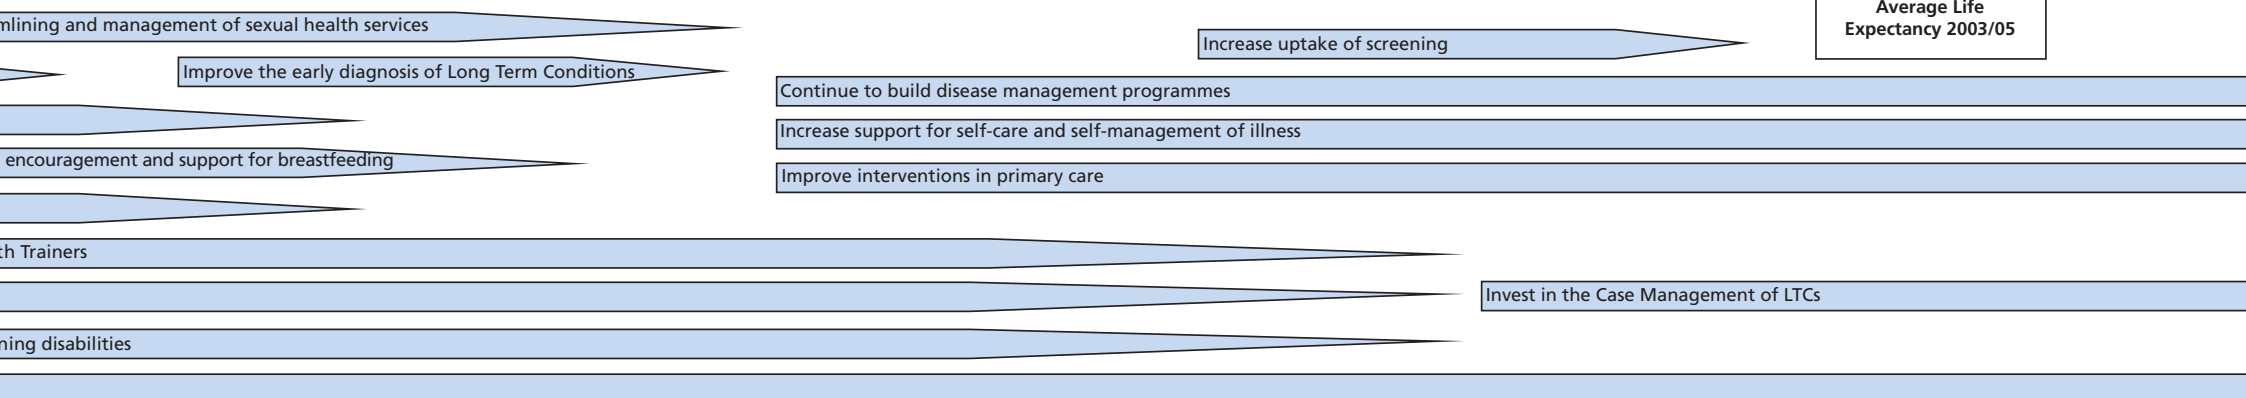 mlining and management of sexual health services
Average Life
Expectancy 2003/05
Increase uptake of screening
Improve the early diagnosis of Long Term Conditions
Continue to build disease management programmes
Increase support for self-care and self-management of illness
encouragement and support for breastfeeding
Improve interventions in primary care
th Trainers
Invest in the Case Management of LTCs
ning disabilities